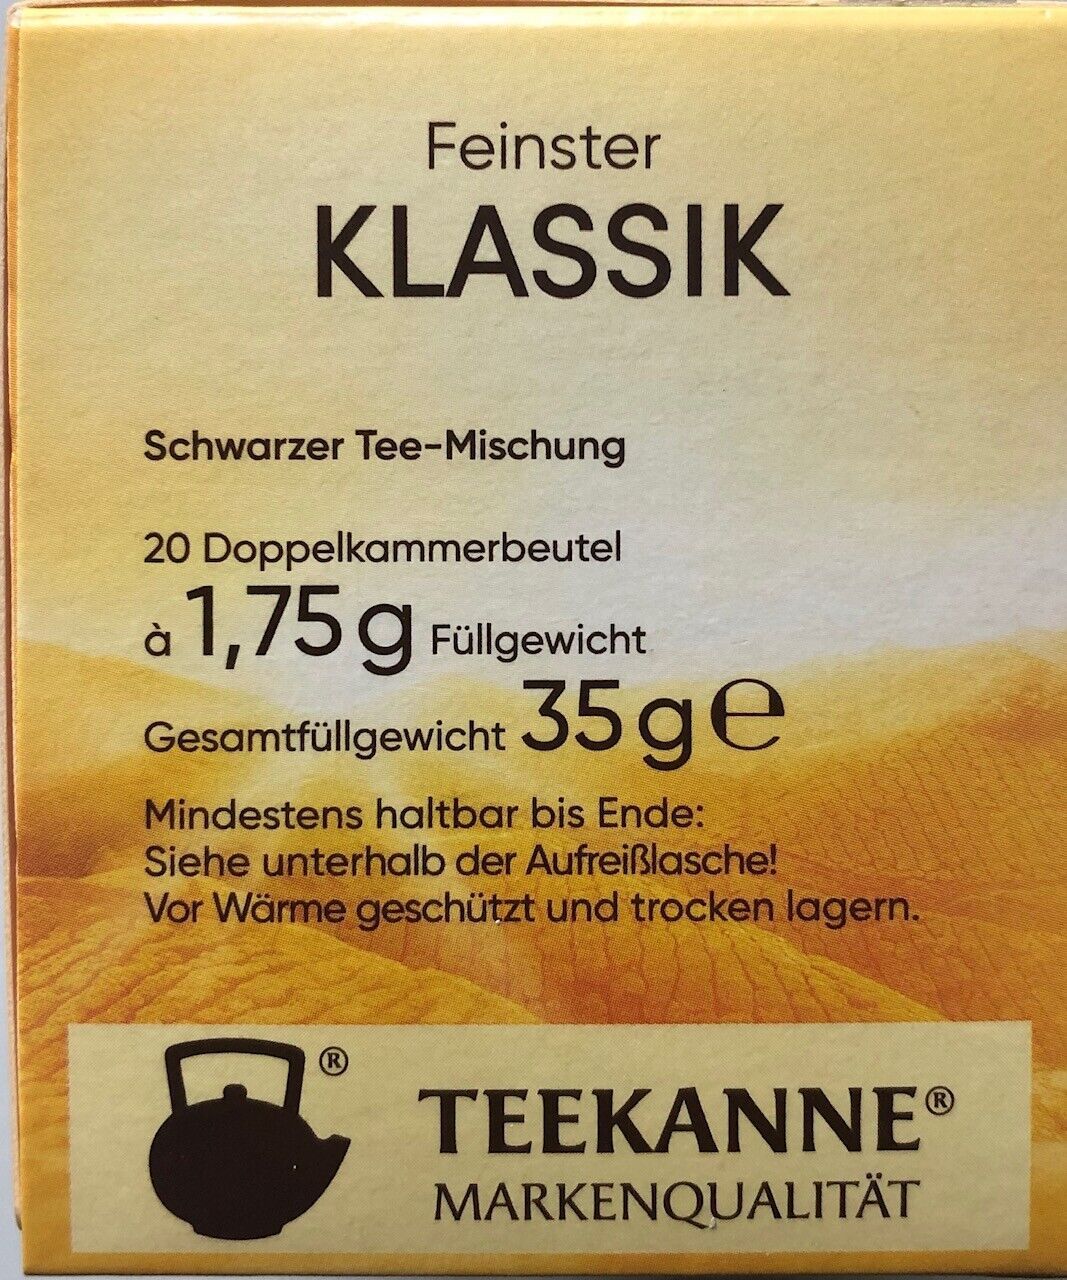 Feinster
KLASSIK
Schwarzer Tee-Mischung
20 Doppelkammerbeutel
à 1,75 g Füllgewicht
Gesamtfüllgewicht 35 g ℮
Mindestens haltbar bis Ende:
Siehe unterhalb der Aufreißlasche!
Vor Wärme geschützt und trocken lagern.
®
TEEKANNE®
MARKENQUALITÄT